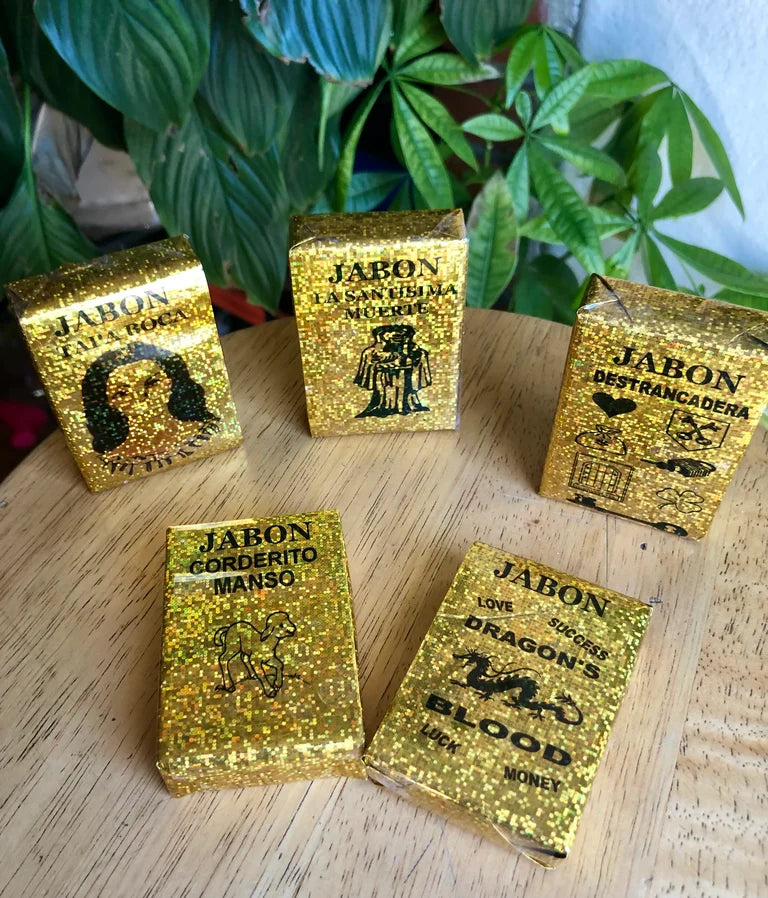 JABON
TAPA BOCA
JABON
LA SANTISIMA
MUERTE
JABON
DESTRANCADERA
JABON
CORDERITO
MANSO
JABON
LOVE
SUCCESS
DRAGON'S
BLOOD
LUCK
MONEY